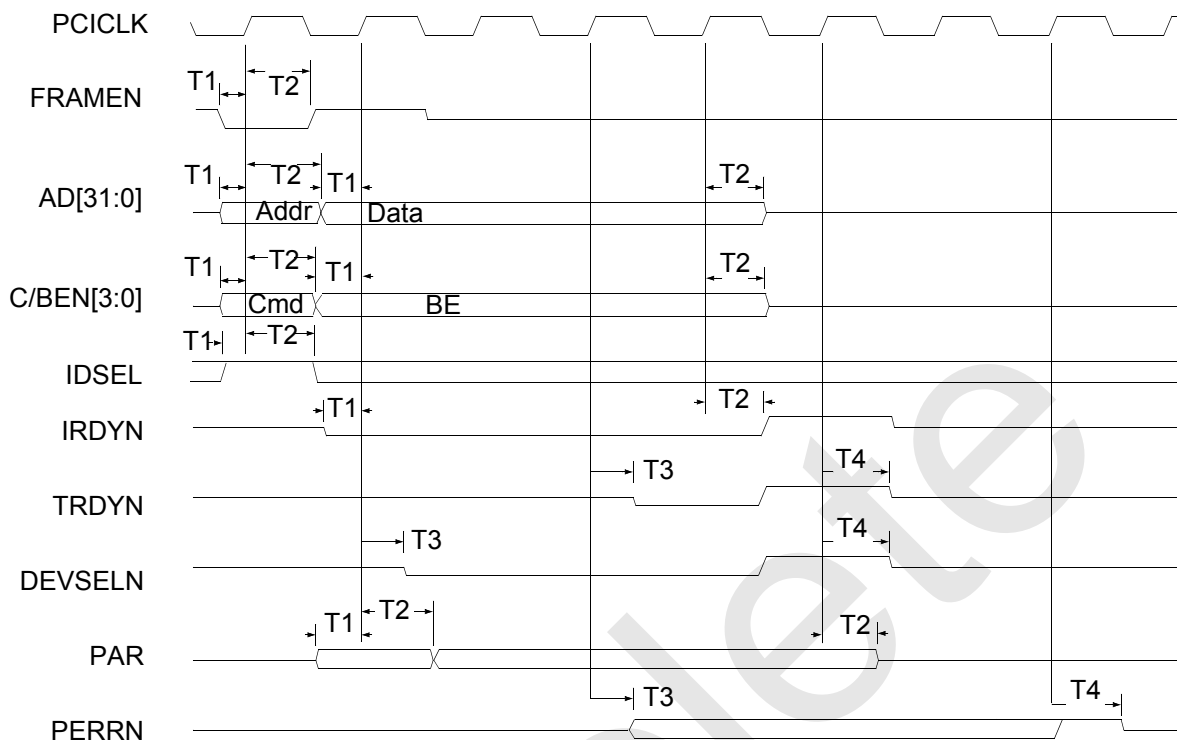 PCICLK
T1 T2
FRAMEN
T1 T2 T1 T2
AD[31:0]
Addr Data
T1 T2 T1 T2
C/BEN[3:0]
Cmd BE
T1 T2
IDSEL
T1 T2
IRDYN
T3 T4
TRDYN
T3 T4
DEVSELN
T1 T2 T2
PAR
T3 T4
PERRN
lete